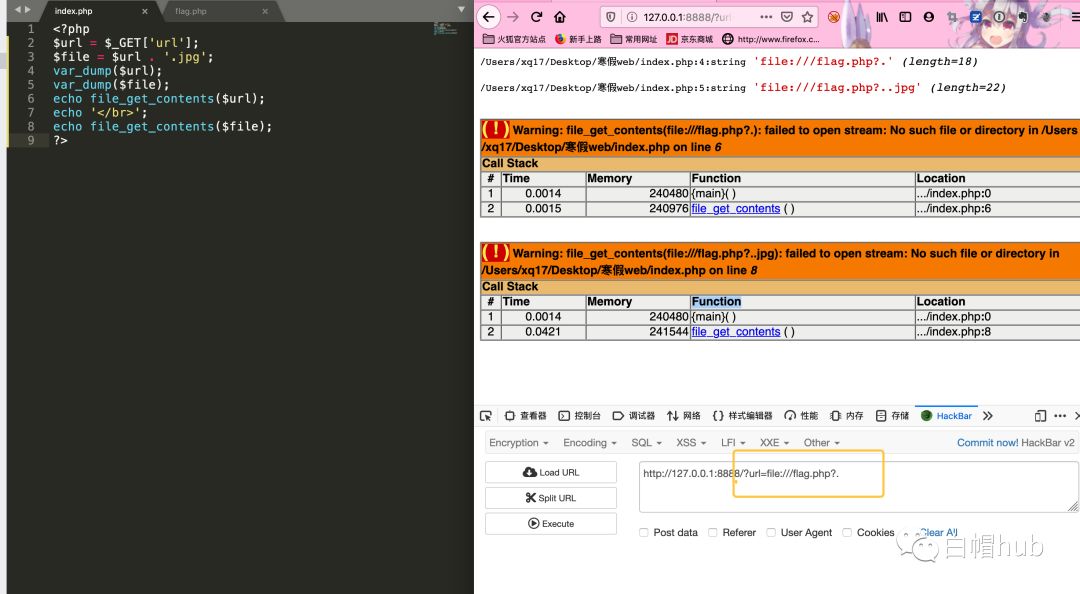 index.php
flag.php
1 <?php
2 $url = $_GET['url'];
3 $file = $url . '.jpg';
4 var_dump($url);
5 var_dump($file);
6 echo file_get_contents($url);
7 echo '</br>';
8 echo file_get_contents($file);
9 ?>
127.0.0.1:8888/?url
火狐官方站点 新手上路 常用网址 JD 京东商城 http://www.firefox.c...
/Users/xq17/Desktop/寒假web/index.php:4:string 'file:///flag.php?.' (length=18)
/Users/xq17/Desktop/寒假web/index.php:5:string 'file:///flag.php?..jpg' (length=22)
(!) Warning: file_get_contents(file:///flag.php?.): failed to open stream: No such file or directory in /Users
/xq17/Desktop/寒假web/index.php on line 6
Call Stack
# Time Memory Function Location
1 0.0014 240480 {main}( ) .../index.php:0
2 0.0015 240976 file_get_contents ( ) .../index.php:6
(!) Warning: file_get_contents(file:///flag.php?..jpg): failed to open stream: No such file or directory in
/Users/xq17/Desktop/寒假web/index.php on line 8
Call Stack
# Time Memory Function Location
1 0.0014 240480 {main}( ) .../index.php:0
2 0.0421 241544 file_get_contents ( ) .../index.php:8
查看器 控制台 调试器 网络 样式编辑器 性能 内存 存储 HackBar
Encryption Encoding SQL XSS LFI XXE Other Commit now! HackBar v2
Load URL
http://127.0.0.1:8888/?url=file:///flag.php?.
Split URL
Execute
Post data Referer User Agent Cookies Clear All
白帽hub